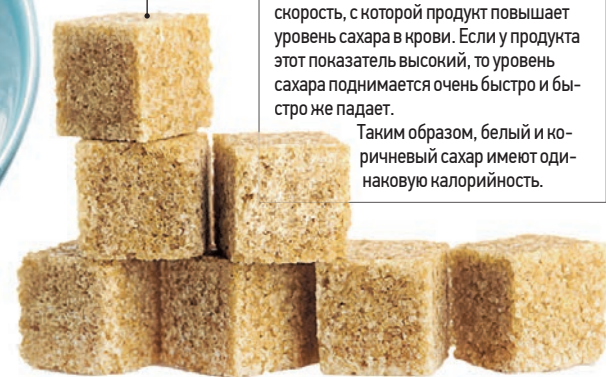 скорость, с которой продукт повышает
уровень сахара в крови. Если у продукта
этот показатель высокий, то уровень
сахара поднимается очень быстро и бы-
стро же падает.
Таким образом, белый и ко-
ричневый сахар имеют оди-
наковую калорийность.